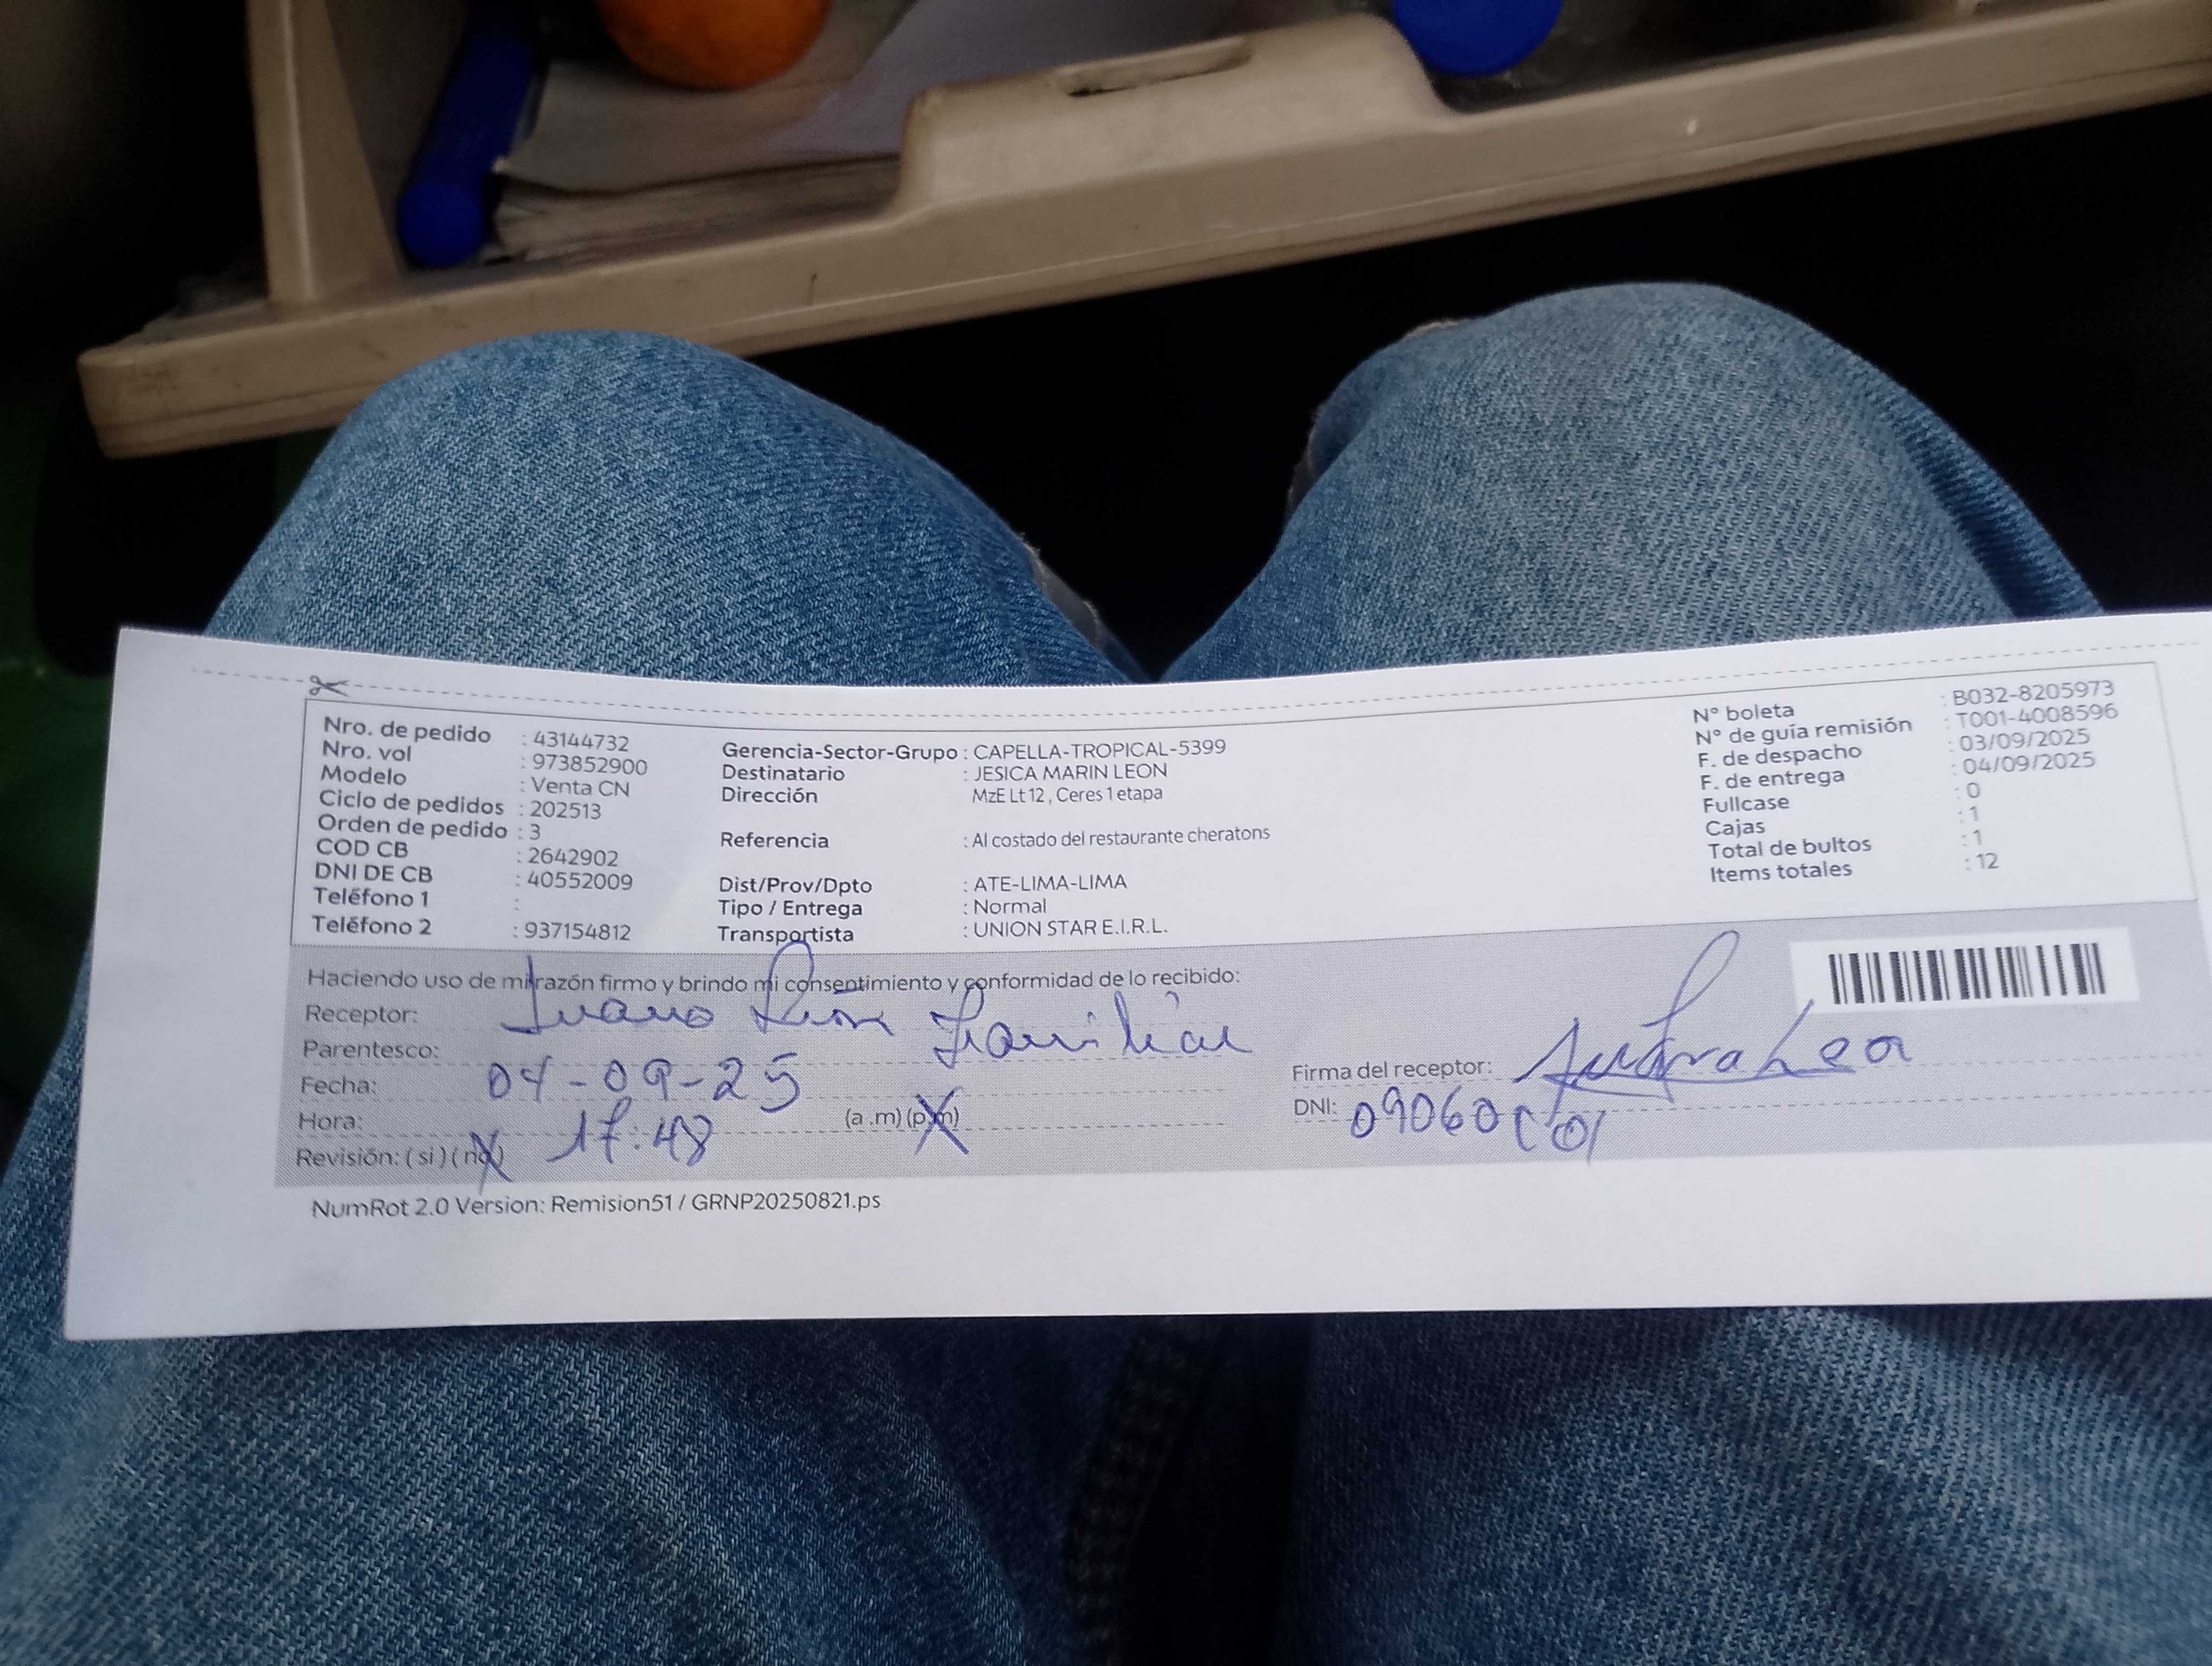 Nro. de pedido : 43144732
Nro. vol : 973852900
Modelo : Venta CN
Ciclo de pedidos : 202513
Orden de pedido : 3
COD CB : 2642902
DNI DE CB : 40552009
Teléfono 1 :
Teléfono 2 : 937154812
Gerencia-Sector-Grupo : CAPELLA-TROPICAL-5399
Destinatario : JESICA MARIN LEON
Dirección MzE Lt 12 , Ceres 1 etapa
Referencia : Al costado del restaurante cheratons
Dist/Prov/Dpto : ATE-LIMA-LIMA
Tipo / Entrega : Normal
Transportista : UNION STAR E.I.R.L.
N° boleta : B032-8205973
N° de guía remisión : T001-4008596
F. de despacho : 03/09/2025
F. de entrega : 04/09/2025
Fullcase : 0
Cajas : 1
Total de bultos : 1
Items totales : 12
Haciendo uso de mi razón firmo y brindo mi consentimiento y conformidad de lo recibido:
Receptor:
Parentesco: Familiar
Fecha: 04-09-25
Hora: 17:48 (a .m) (p.m)
Revisión: ( si ) ( no )
Firma del receptor:
DNI:
NumRot 2.0 Version: Remision51 / GRNP20250821.ps